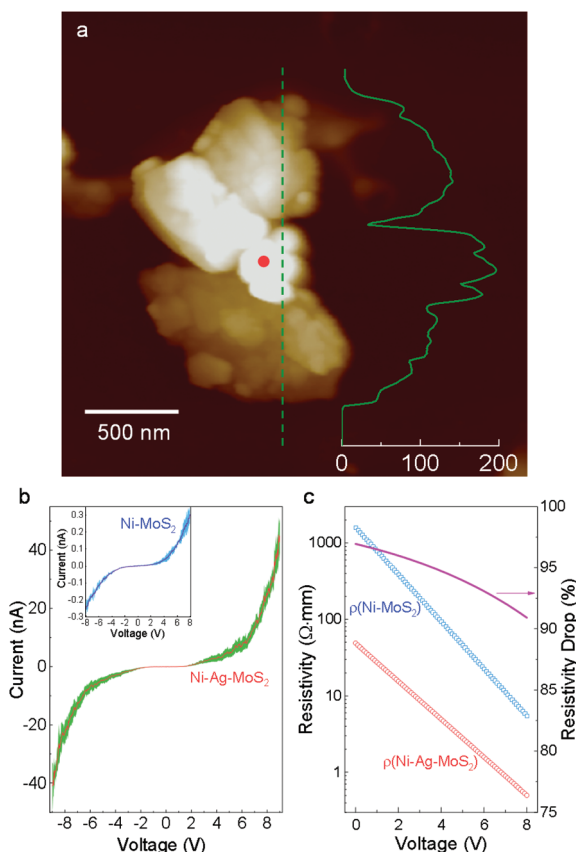 a
500 nm
0 100 200
b
Ni-MoS₂
Current (nA)
0.3
0.2
0.1
0.0
-0.1
-0.2
-0.3
-8 -6 -4 -2 0 2 4 6 8
Voltage (V)
Current (nA)
40
20
0
-20
-40
Ni-Ag-MoS₂
-8 -6 -4 -2 0 2 4 6 8
Voltage (V)
c
Resistivity (Ω·mm)
1000
100
10
1
ρ(Ni-MoS₂)
ρ(Ni-Ag-MoS₂)
100
95
90
85
80
75
Resistivity Drop (%)
0 2 4 6 8
Voltage (V)